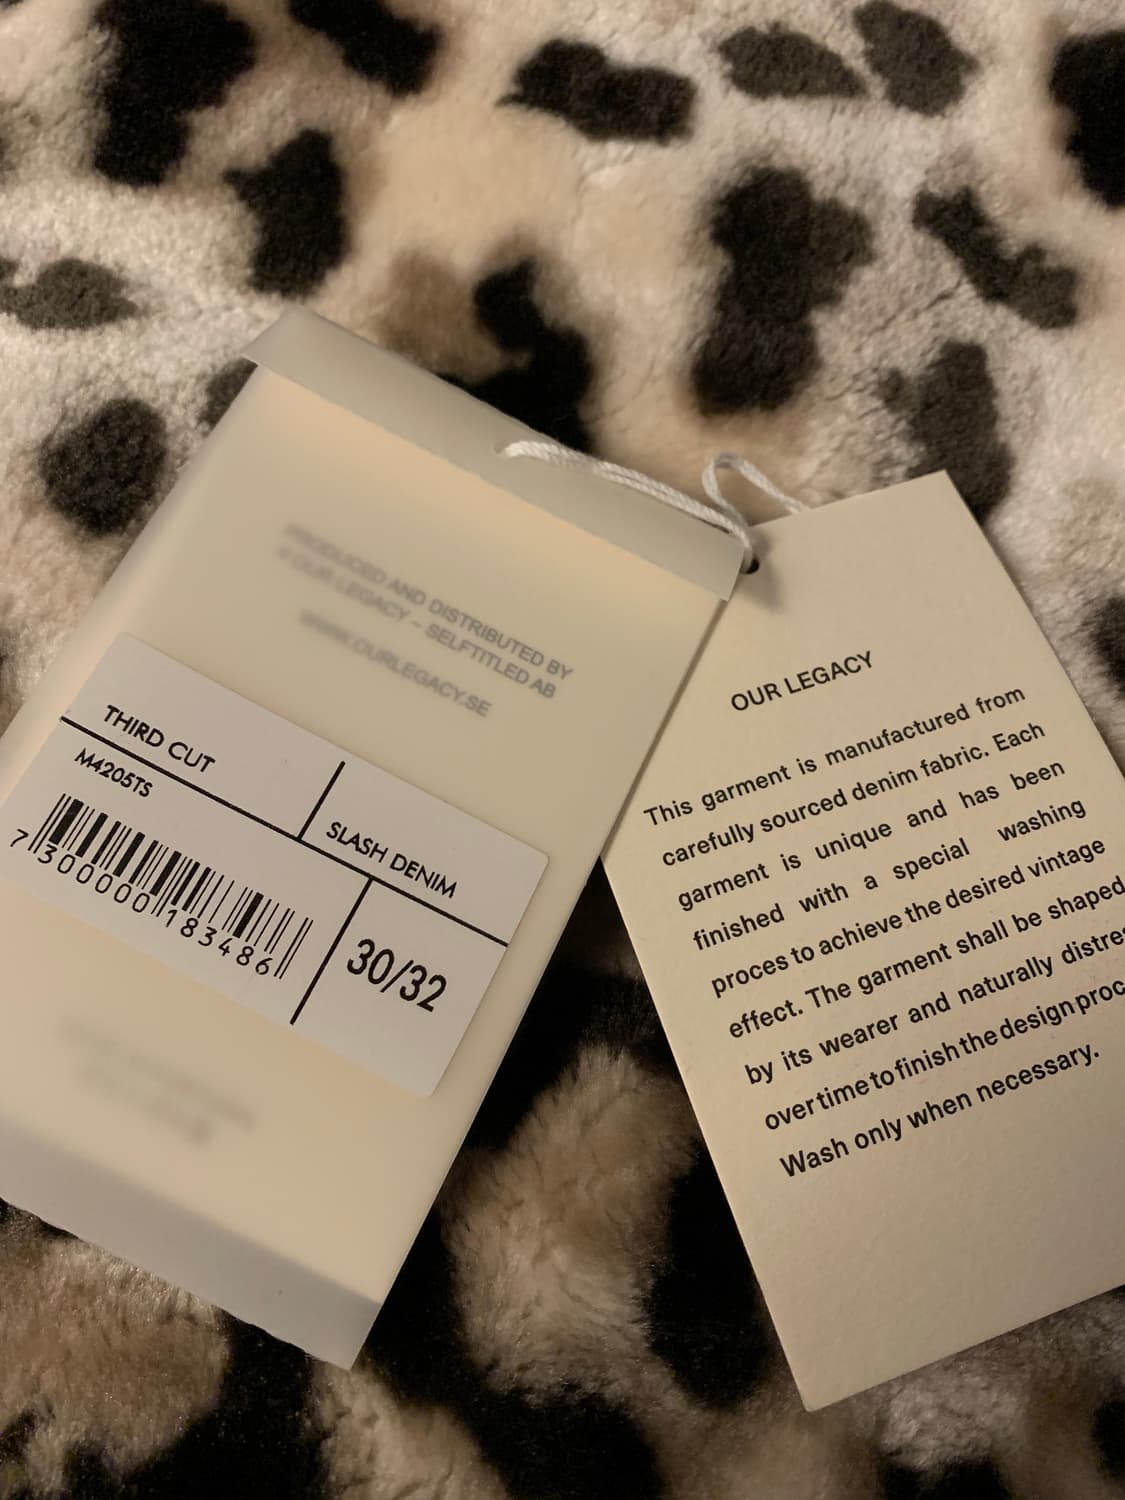 PRODUCED AND DISTRIBUTED BY
© OUR LEGACY – SELFTITLED AB
WWW.OURLEGACY.SE
THIRD CUT
M4205TS
SLASH DENIM
7300000183486
30/32
OUR LEGACY
This garment is manufactured from
carefully sourced denim fabric. Each
garment is unique and has been
finished with a special washing
proces to achieve the desired vintage
effect. The garment shall be shaped
by its wearer and naturally distres
over time to finish the design proc
Wash only when necessary.